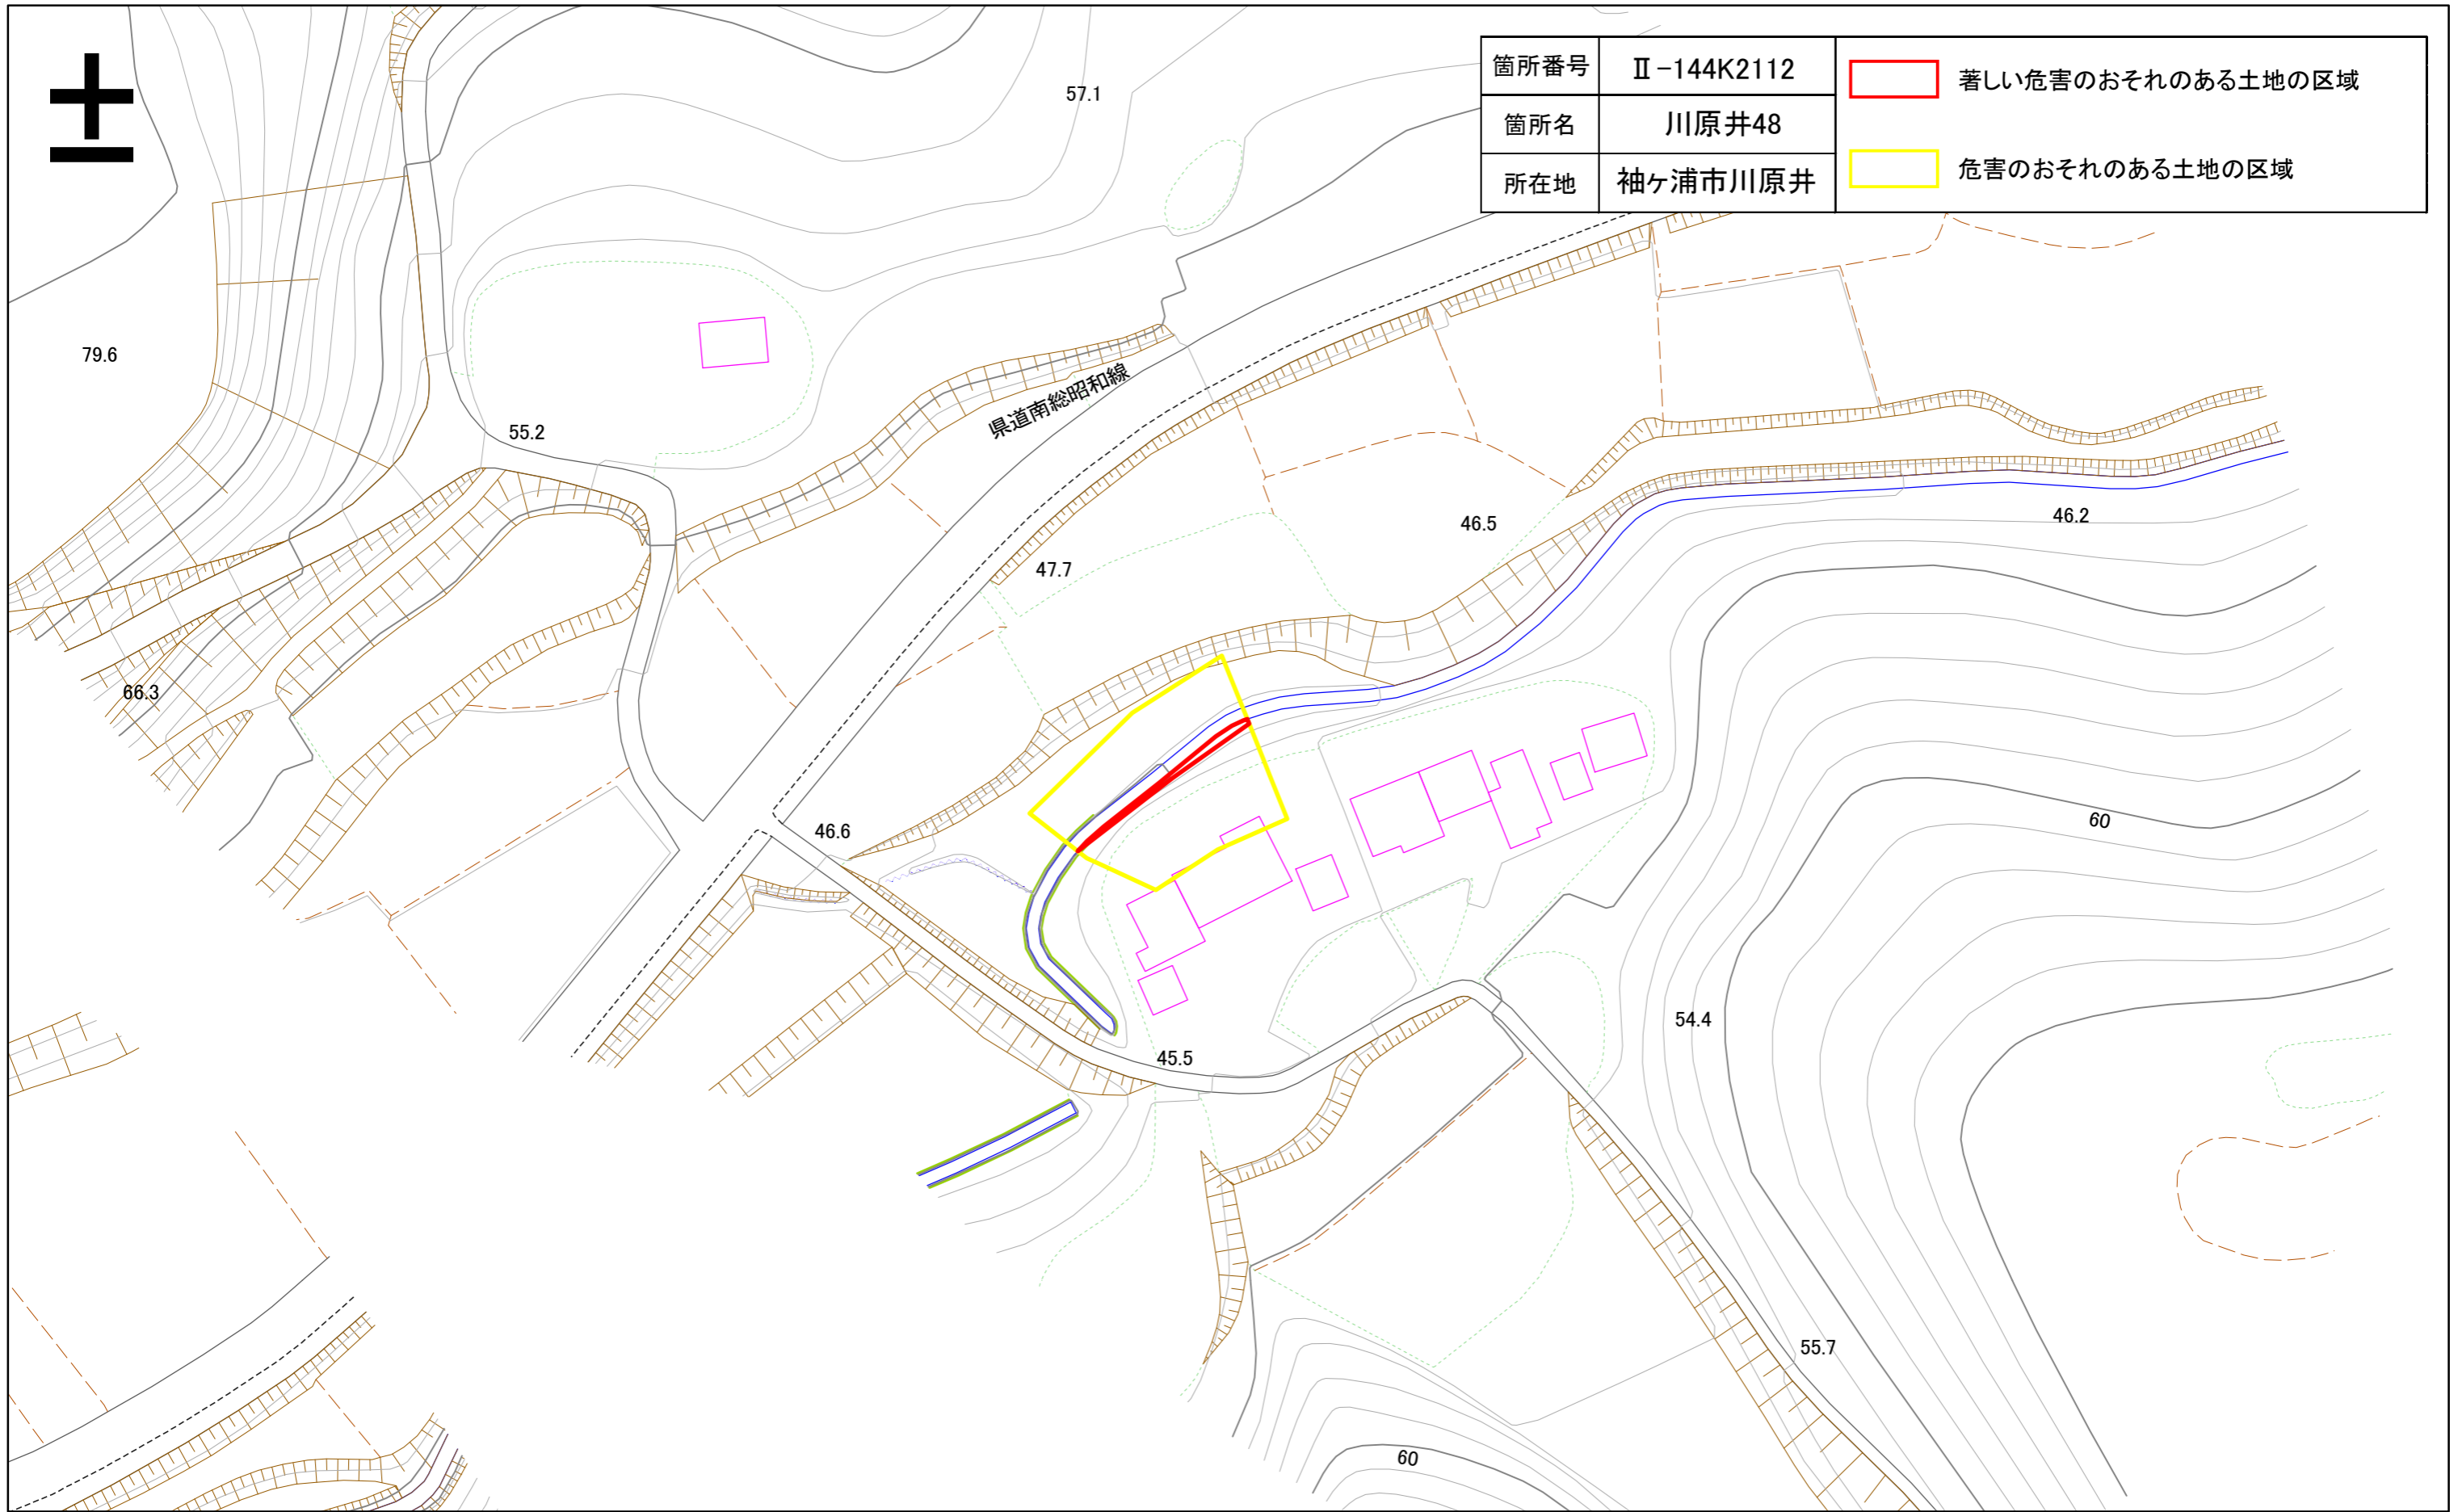 箇所番号 Ⅱ-144K2112
箇所名 川原井48
所在地 袖ヶ浦市川原井
著しい危害のおそれのある土地の区域
危害のおそれのある土地の区域
57.1
79.6
県道南総昭和線
55.2
46.5
46.2
47.7
66.3
60
46.6
54.4
45.5
55.7
60